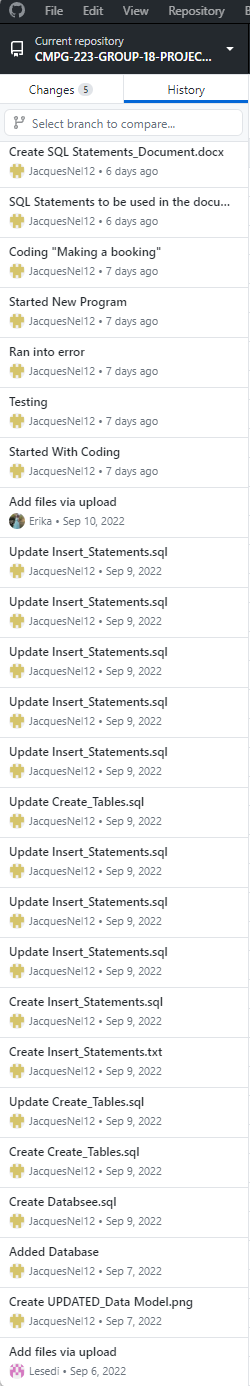 File Edit View Repository B
Current repository
CMPG-223-GROUP-18-PROJEC...
Changes 5 History
Select branch to compare...
Create SQL Statements_Document.docx
JacquesNel12 • 6 days ago
SQL Statements to be used in the docu...
JacquesNel12 • 6 days ago
Coding "Making a booking"
JacquesNel12 • 7 days ago
Started New Program
JacquesNel12 • 7 days ago
Ran into error
JacquesNel12 • 7 days ago
Testing
JacquesNel12 • 7 days ago
Started With Coding
JacquesNel12 • 7 days ago
Add files via upload
Erika • Sep 10, 2022
Update Insert_Statements.sql
JacquesNel12 • Sep 9, 2022
Update Insert_Statements.sql
JacquesNel12 • Sep 9, 2022
Update Insert_Statements.sql
JacquesNel12 • Sep 9, 2022
Update Insert_Statements.sql
JacquesNel12 • Sep 9, 2022
Update Insert_Statements.sql
JacquesNel12 • Sep 9, 2022
Update Create_Tables.sql
JacquesNel12 • Sep 9, 2022
Update Insert_Statements.sql
JacquesNel12 • Sep 9, 2022
Update Insert_Statements.sql
JacquesNel12 • Sep 9, 2022
Update Insert_Statements.sql
JacquesNel12 • Sep 9, 2022
Create Insert_Statements.sql
JacquesNel12 • Sep 9, 2022
Create Insert_Statements.txt
JacquesNel12 • Sep 9, 2022
Update Create_Tables.sql
JacquesNel12 • Sep 9, 2022
Create Create_Tables.sql
JacquesNel12 • Sep 9, 2022
Create Databsee.sql
JacquesNel12 • Sep 9, 2022
Added Database
JacquesNel12 • Sep 7, 2022
Create UPDATED_Data Model.png
JacquesNel12 • Sep 7, 2022
Add files via upload
Lesedi • Sep 6, 2022